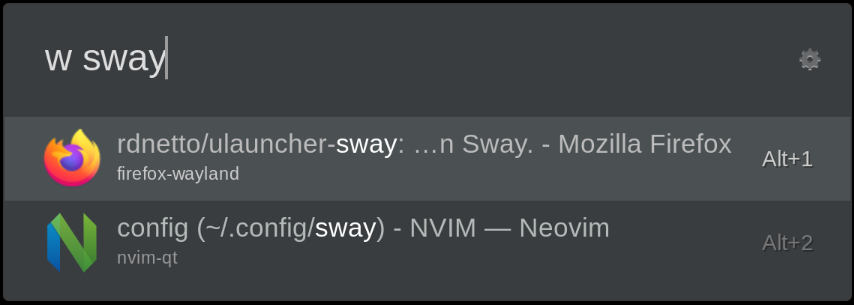 w sway
rdnetto/ulauncher-sway: …n Sway. - Mozilla Firefox
firefox-wayland
Alt+1
config (~/.config/sway) - NVIM — Neovim
nvim-qt
Alt+2